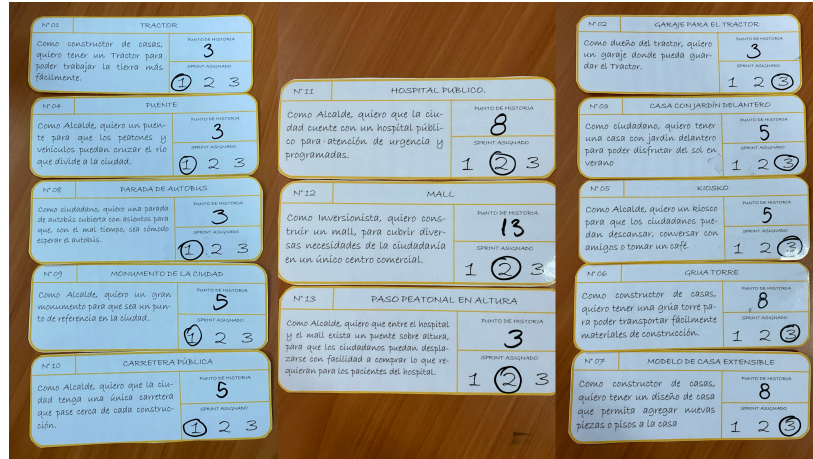 Nº 01 TRACTOR
Como constructor de casas,
quiero tener un Tractor para
poder trabajar la tierra más
fácilmente.
PUNTO DE HISTORIA
3
SPRINT ASIGNADO
1 2 3
Nº 04 PUENTE
Como Alcalde, quiero un puen-
te para que los peatones y
vehículos puedan cruzar el río
que divide a la ciudad.
PUNTO DE HISTORIA
3
SPRINT ASIGNADO
1 2 3
Nº 08 PARADA DE AUTOBUS
Como ciudadano, quiero una parada
de autobús cubierta con asientos para
que, con el mal tiempo, sea cómodo
esperar el autobús.
PUNTO DE HISTORIA
3
SPRINT ASIGNADO
1 2 3
Nº 09 MONUMENTO DE LA CIUDAD
Como Alcalde, quiero un gran
monumento para que sea un pun-
to de referencia en la ciudad.
PUNTO DE HISTORIA
5
SPRINT ASIGNADO
1 2 3
Nº 10 CARRETERA PÚBLICA
Como Alcalde, quiero que la ciu-
dad tenga una única carretera
que pase cerca de cada construc-
ción.
PUNTO DE HISTORIA
5
SPRINT ASIGNADO
1 2 3
Nº 11 HOSPITAL PUBLICO.
Como Alcalde, quiero que la ciu-
dad cuente con un hospital públi-
co para atención de urgencia y
programadas.
PUNTO DE HISTORIA
8
SPRINT ASIGNADO
1 2 3
Nº 12 MALL
Como Inversionista, quiero cons-
truir un mall, para cubrir diver-
sas necesidades de la ciudadanía
en un único centro comercial.
PUNTO DE HISTORIA
13
SPRINT ASIGNADO
1 2 3
Nº 13 PASO PEATONAL EN ALTURA
Como Alcalde, quiero que entre el hospital
y el mall exista un puente sobre altura,
para que los ciudadanos puedan despla-
zarse con facilidad a comprar lo que re-
quieran para los pacientes del hospital.
PUNTO DE HISTORIA
3
SPRINT ASIGNADO
1 2 3
Nº 02 GARAJE PARA EL TRACTOR
Como dueño del tractor, quiero
un garaje donde pueda guar-
dar el Tractor.
PUNTO DE HISTORIA
3
SPRINT ASIGNADO
1 2 3
Nº 03 CASA CON JARDÍN DELANTERO
Como ciudadano, quiero tener
una casa con jardín delantero
para poder disfrutar del sol en
verano
PUNTO DE HISTORIA
5
SPRINT ASIGNADO
1 2 3
Nº 05 KIOSKO
Como Alcalde, quiero un kiosco
para que los ciudadanos pue-
dan descansar, conversar con
amigos o tomar un café.
PUNTO DE HISTORIA
5
SPRINT ASIGNADO
1 2 3
Nº 06 GRUA TORRE
Como constructor de casas,
quiero tener una grúa torre pa-
ra poder transportar fácilmente
materiales de construcción.
PUNTO DE HISTORIA
8
SPRINT ASIGNADO
1 2 3
Nº 07 MODELO DE CASA EXTENSIBLE
Como constructor de casas,
quiero tener un diseño de casa
que permita agregar nuevas
piezas o pisos a la casa
PUNTO DE HISTORIA
8
SPRINT ASIGNADO
1 2 3